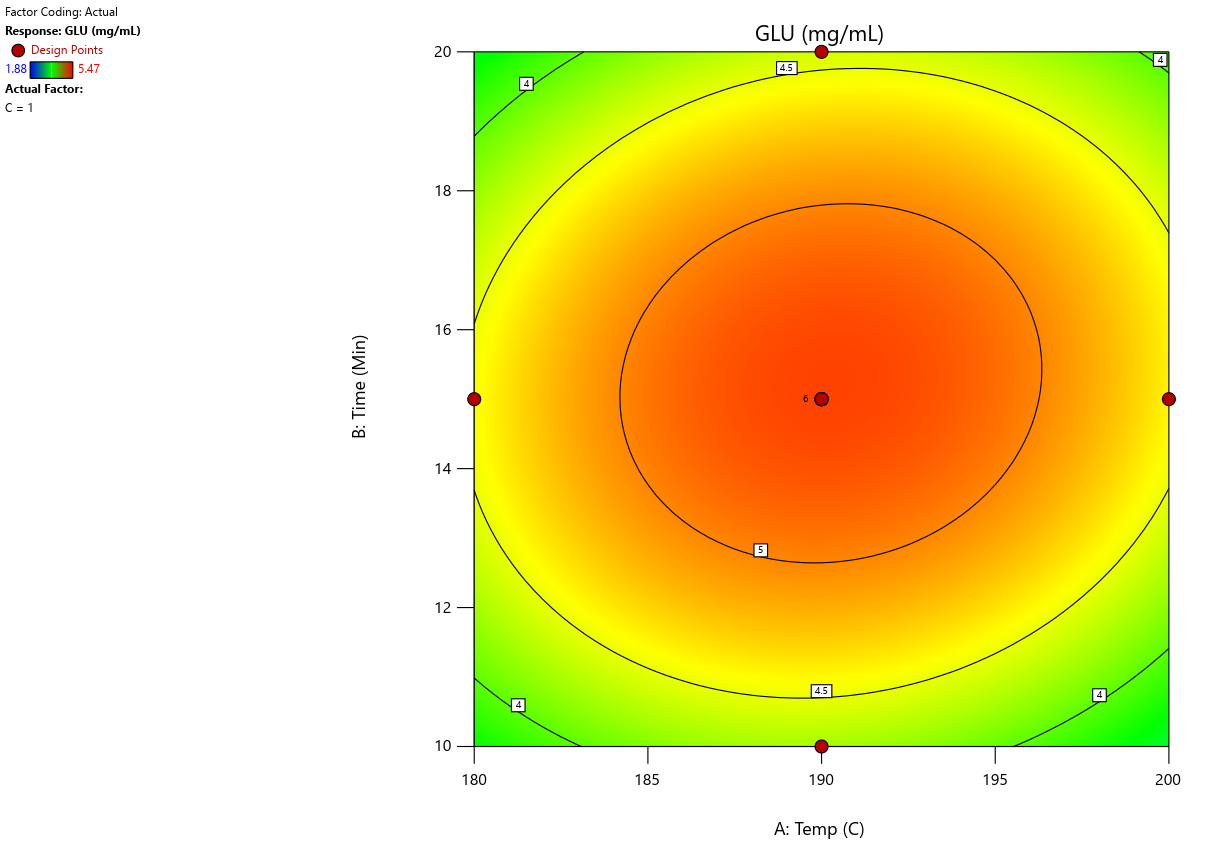 Factor Coding: Actual
Response: GLU (mg/mL)
Design Points
1.88 5.47
Actual Factor:
C = 1
GLU (mg/mL)
20
18
16
14
12
10
B: Time (Min)
4
4.5
4
6
5
4.5
4
4
180 185 190 195 200
A: Temp (C)